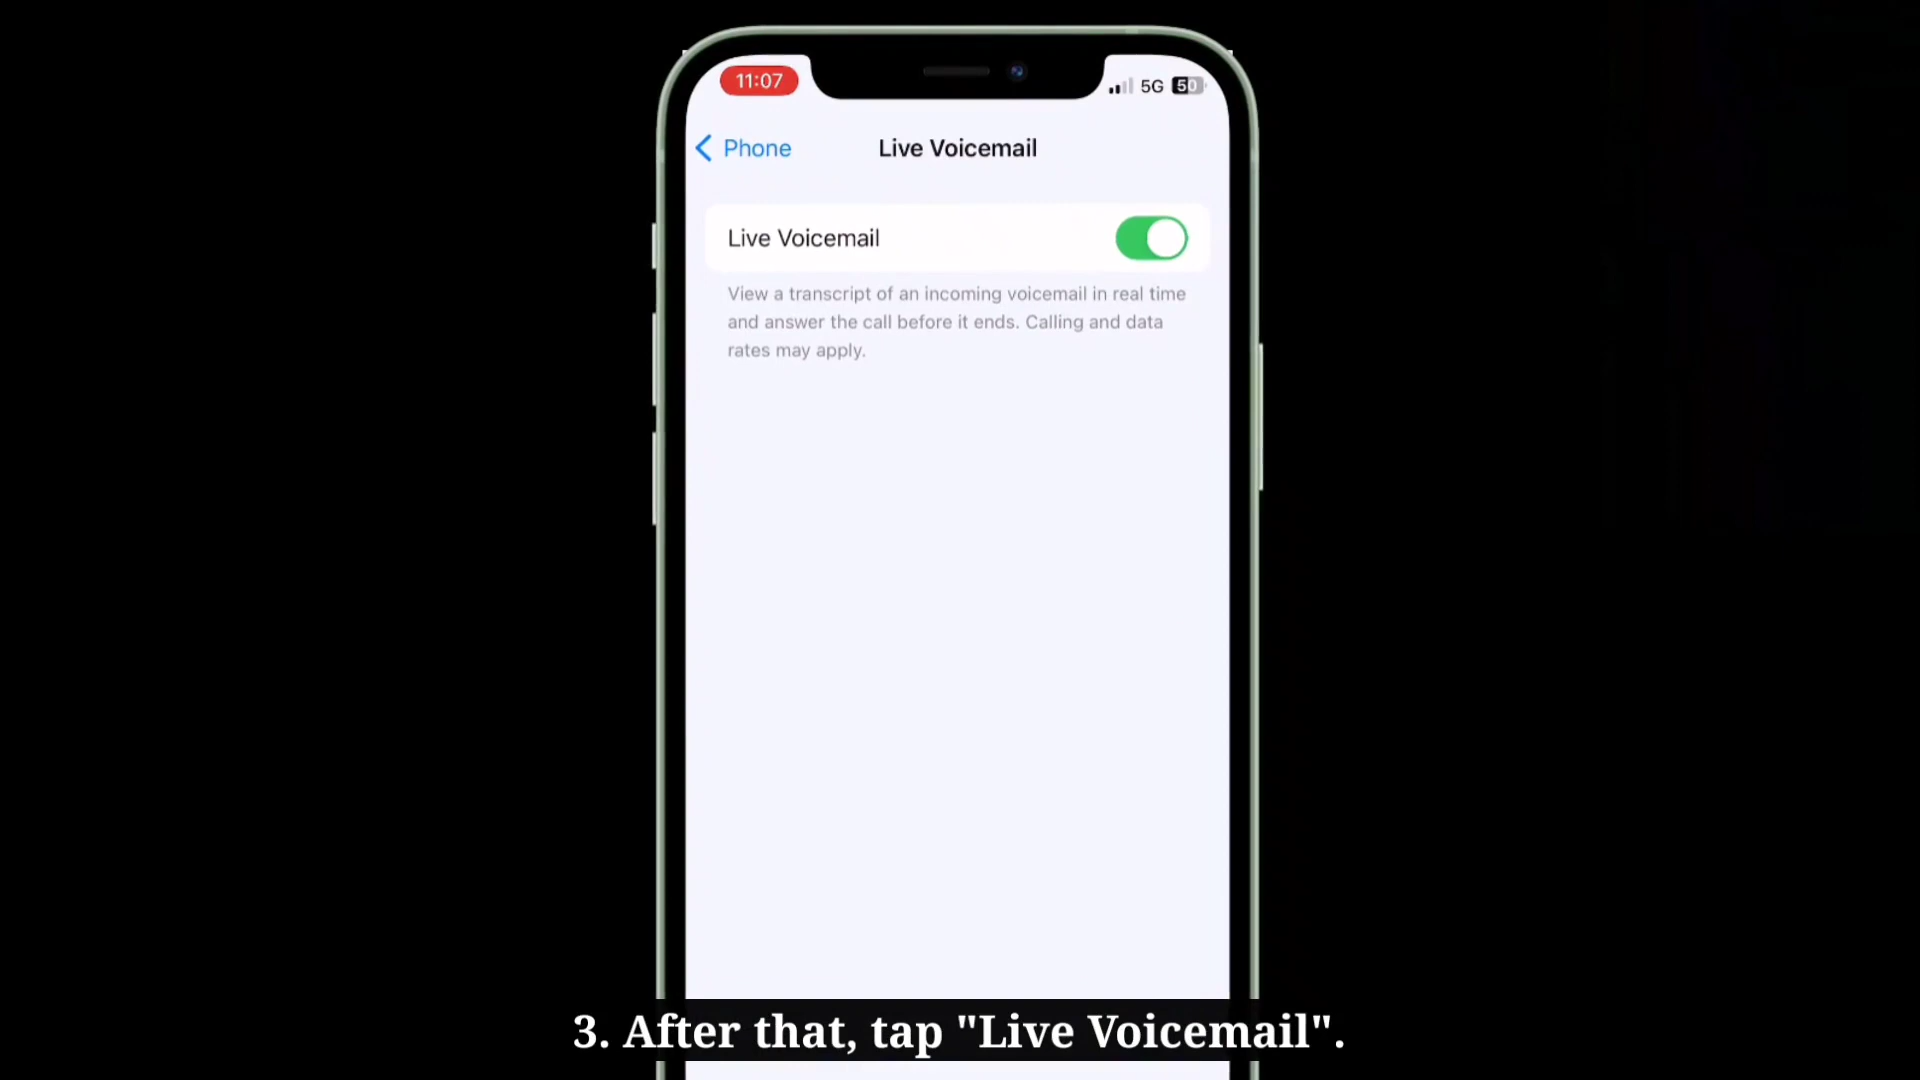 11:07
5G 50
Phone
Live Voicemail
Live Voicemail
View a transcript of an incoming voicemail in real time
and answer the call before it ends. Calling and data
rates may apply.
3. After that, tap "Live Voicemail".